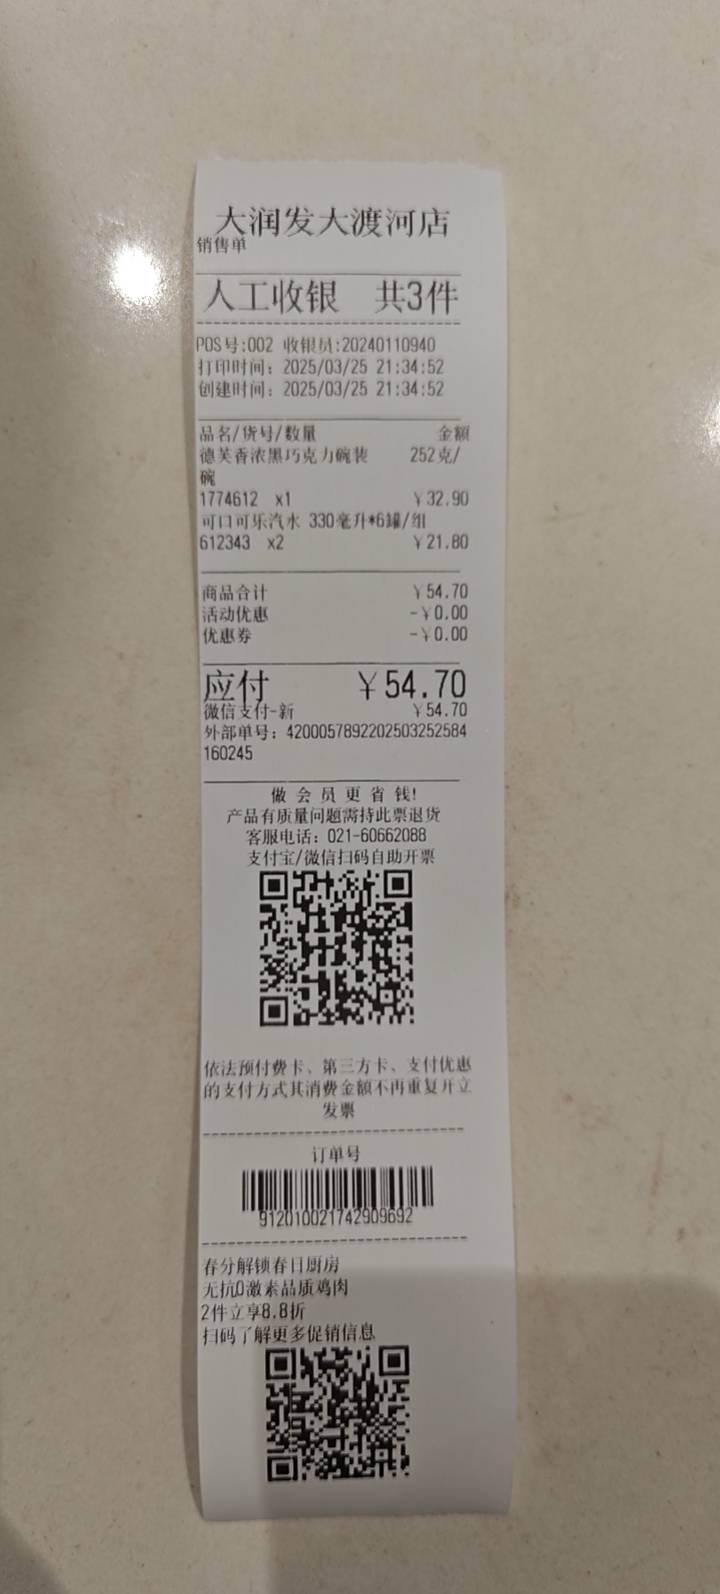 大润发大渡河店
销售单
人工收银 共3件
POS号:002 收银员:20240110940
打印时间: 2025/03/25 21:34:52
创建时间: 2025/03/25 21:34:52
品名/货号/数量 金额
德芙香浓黑巧克力碗装 252克/
碗
1774612 x1 ￥32.90
可口可乐汽水 330毫升*6罐/组
612343 x2 ￥21.80
商品合计 ￥54.70
活动优惠 -￥0.00
优惠券 -￥0.00
应付 ￥54.70
微信支付-新 ￥54.70
外部单号: 4200057892202503252584
160245
做会员更省钱!
产品有质量问题需持此票退货
客服电话: 021-60662088
支付宝/微信扫码自助开票
依法预付费卡、第三方卡、支付优惠
的支付方式其消费金额不再重复开立
发票
订单号
912010021742909692
春分解锁春日厨房
无抗0激素品质鸡肉
2件立享8.8折
扫码了解更多促销信息